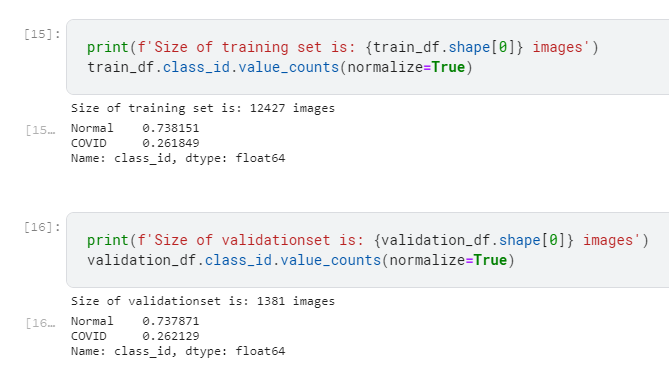 [15]:
print(f'Size of training set is: {train_df.shape[0]} images')
train_df.class_id.value_counts(normalize=True)
Size of training set is: 12427 images
[15…
Normal    0.738151
COVID     0.261849
Name: class_id, dtype: float64
[16]:
print(f'Size of validationset is: {validation_df.shape[0]} images')
validation_df.class_id.value_counts(normalize=True)
Size of validationset is: 1381 images
[16…
Normal    0.737871
COVID     0.262129
Name: class_id, dtype: float64